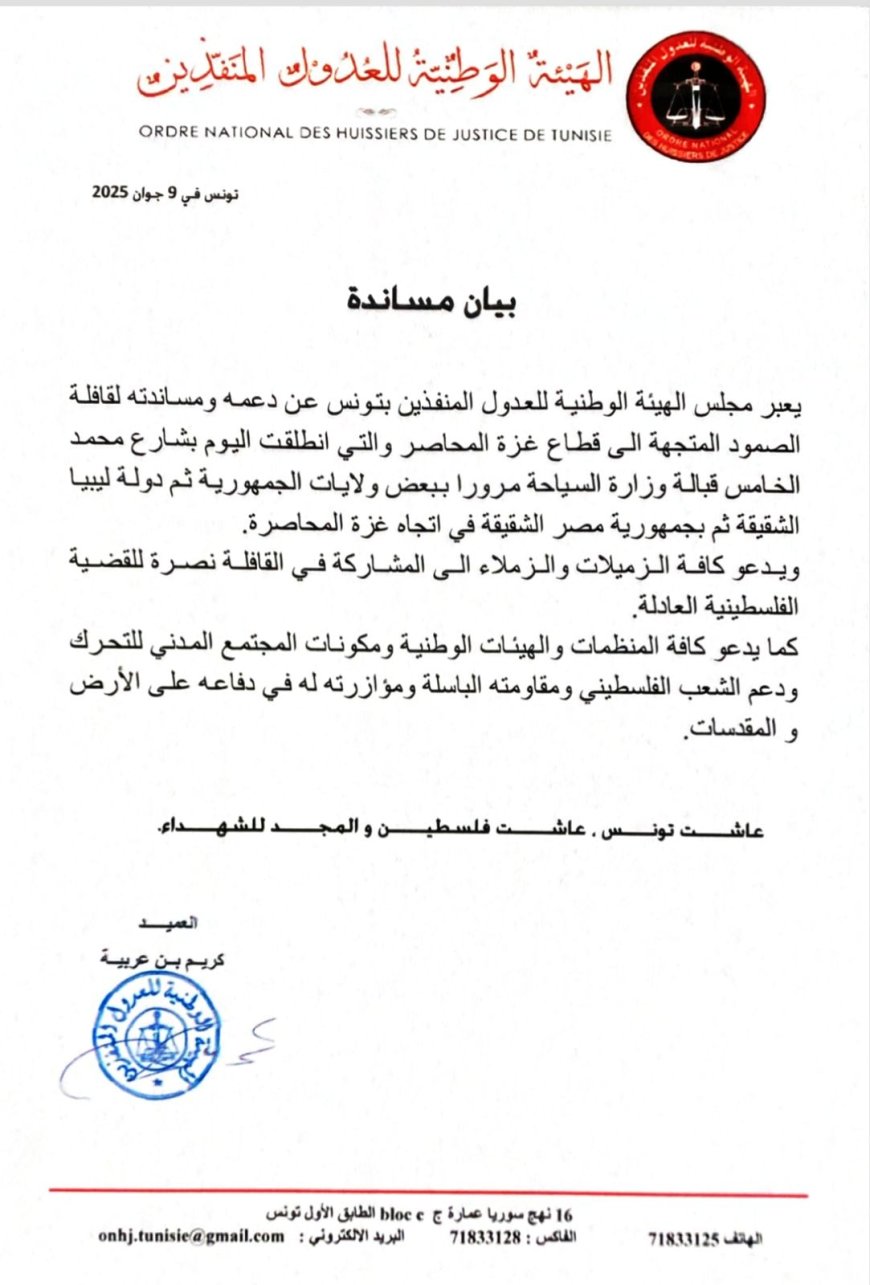 الهيئة الوطنية للعدول المنفذين
ORDRE NATIONAL DES HUISSIERS DE JUSTICE DE TUNISIE
الهيئة الوطنية للعدول المنفذين
ORDRE NATIONAL
DES HUISSIERS DE JUSTICE
تونس في 9 جوان 2025
بيان مساندة
يعبر مجلس الهيئة الوطنية للعدول المنفذين بتونس عن دعمه ومساندته لقافلة
الصمود المتجهة الى قطاع غزة المحاصر والتي انطلقت اليوم بشارع محمد
الخامس قبالة وزارة السياحة مرورا ببعض ولايات الجمهورية ثم دولة ليبيا
الشقيقة ثم بجمهورية مصر الشقيقة في اتجاه غزة المحاصرة.
ويدعو كافة الزميلات والزملاء الى المشاركة في القافلة نصرة للقضية
الفلسطينية العادلة.
كما يدعو كافة المنظمات والهيئات الوطنية ومكونات المجتمع المدني للتحرك
ودعم الشعب الفلسطيني ومقاومته الباسلة ومؤازرته له في دفاعه على الأرض
و المقدسات.
عاشت تونس . عاشت فلسطين و المجد للشهداء.
العميد
كريم بن عربية
الهيئة الوطنية للعدول المنفذين
16 نهج سوريا عمارة ج bloc c الطابق الأول تونس
الهاتف 71833125 الفاكس : 71833128 البريد الالكتروني : onhj.tunisie@gmail.com